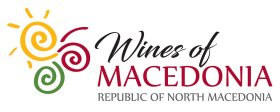 Wines of
MACEDONIA
REPUBLIC OF NORTH MACEDONIA